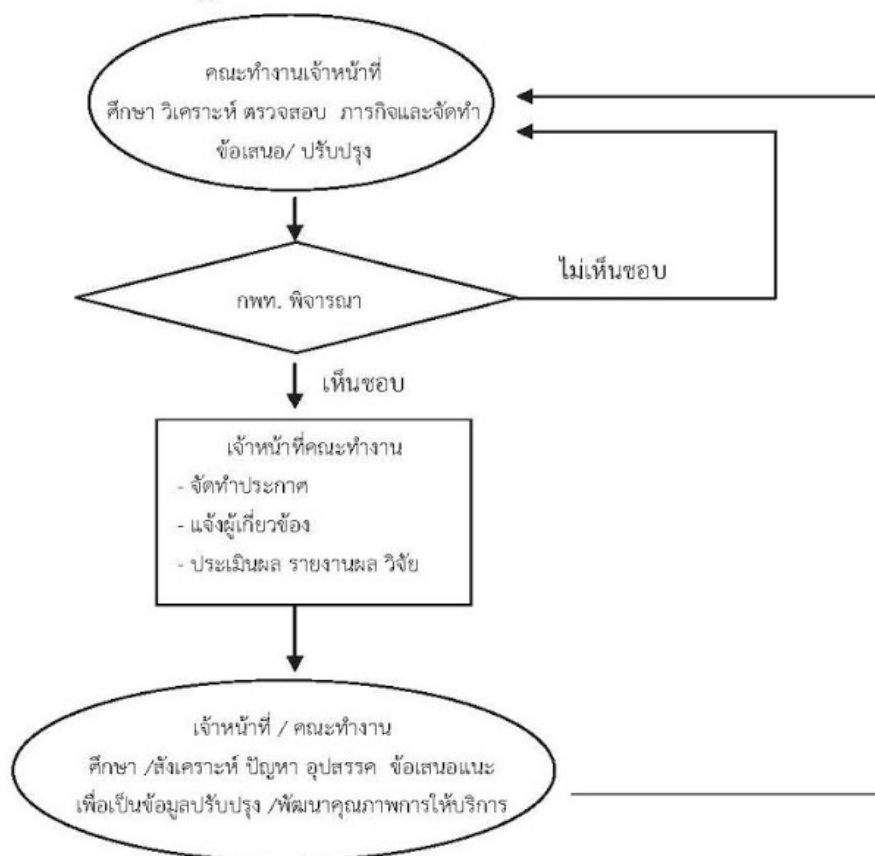 คณะทำงานเจ้าหน้าที่
ศึกษา วิเคราะห์ ตรวจสอบ ภารกิจและจัดทำ
ข้อเสนอ/ ปรับปรุง
กพท. พิจารณา
ไม่เห็นชอบ
เห็นชอบ
เจ้าหน้าที่คณะทำงาน
- จัดทำประกาศ
- แจ้งผู้เกี่ยวข้อง
- ประเมินผล รายงานผล วิจัย
เจ้าหน้าที่ / คณะทำงาน
ศึกษา /สังเคราะห์ ปัญหา อุปสรรค ข้อเสนอแนะ
เพื่อเป็นข้อมูลปรับปรุง /พัฒนาคุณภาพการให้บริการ